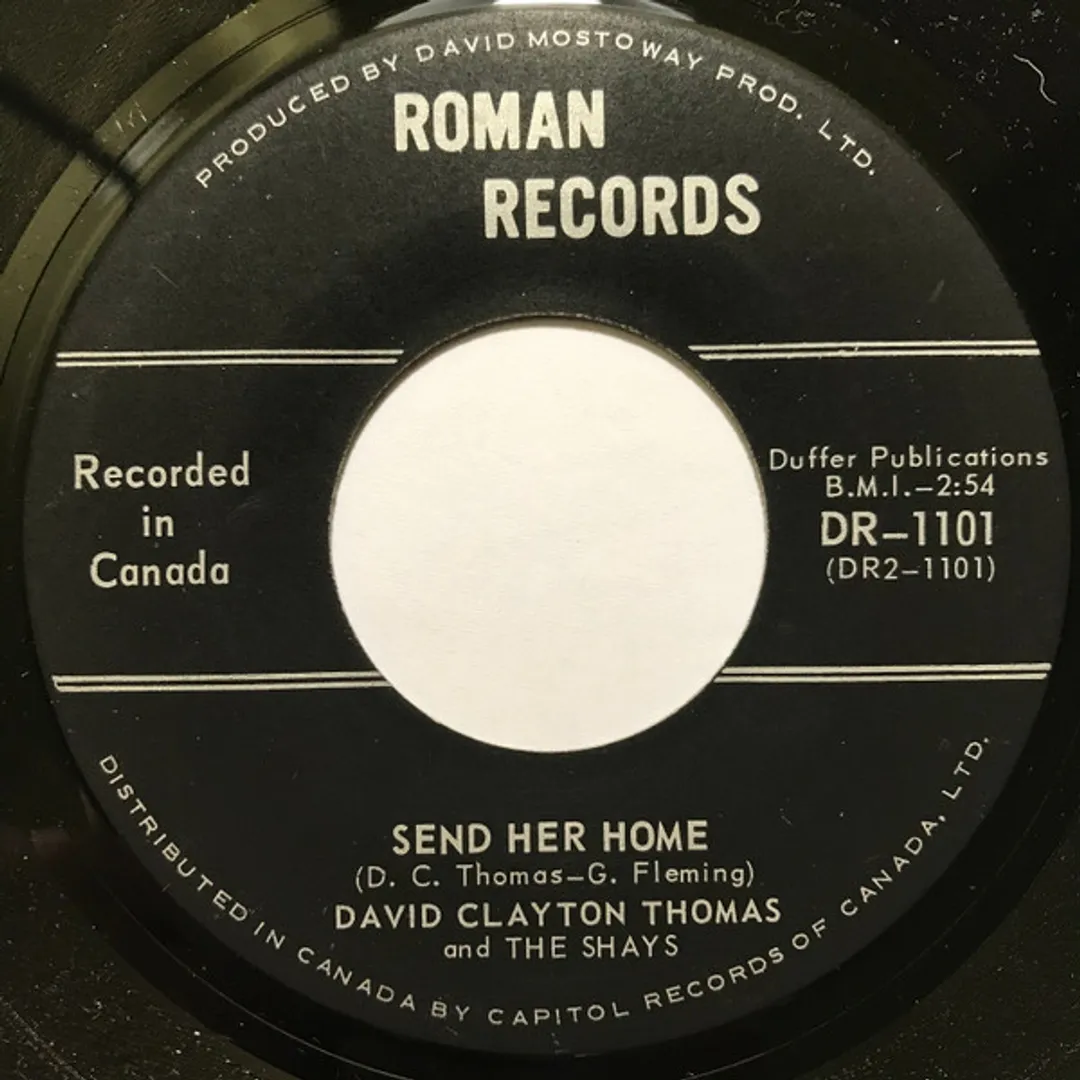 PRODUCED BY DAVID MOSTOWAY PROD. LTD.
ROMAN
RECORDS
Recorded
in
Canada
Duffer Publications
B.M.I.–2:54
DR–1101
(DR2–1101)
SEND HER HOME
(D. C. Thomas–G. Fleming)
DAVID CLAYTON THOMAS
and THE SHAYS
DISTRIBUTED IN CANADA BY CAPITOL RECORDS OF CANADA, LTD.